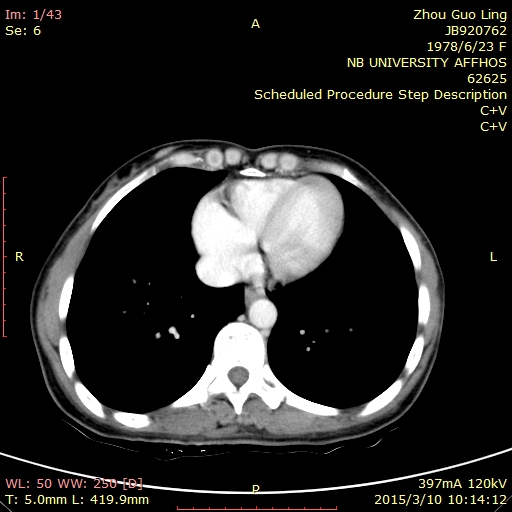 Im: 1/43
Se: 6
A
Zhou Guo Ling
JB920762
1978/6/23 F
NB UNIVERSITY AFFHOS
62625
Scheduled Procedure Step Description
C+V
C+V
R
L
WL: 50 WW: 250 [D]
T: 5.0mm L: 419.9mm
P
397mA 120kV
2015/3/10 10:14:12